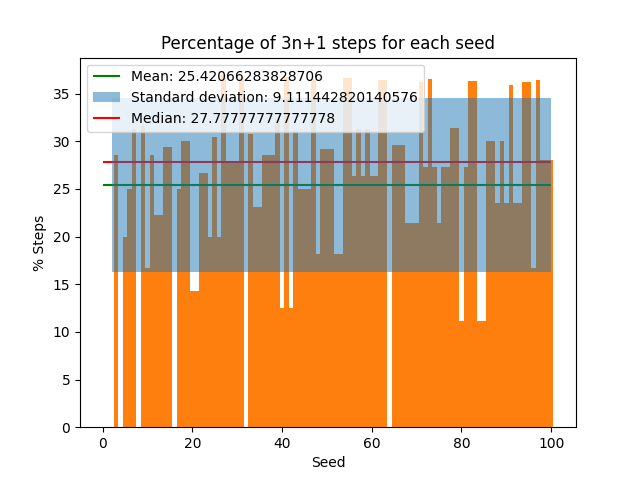 Percentage of 3n+1 steps for each seed
Mean: 25.42066283828706
Standard deviation: 9.111442820140576
Median: 27.77777777777778
% Steps
35
30
25
20
15
10
5
0
0 20 40 60 80 100
Seed